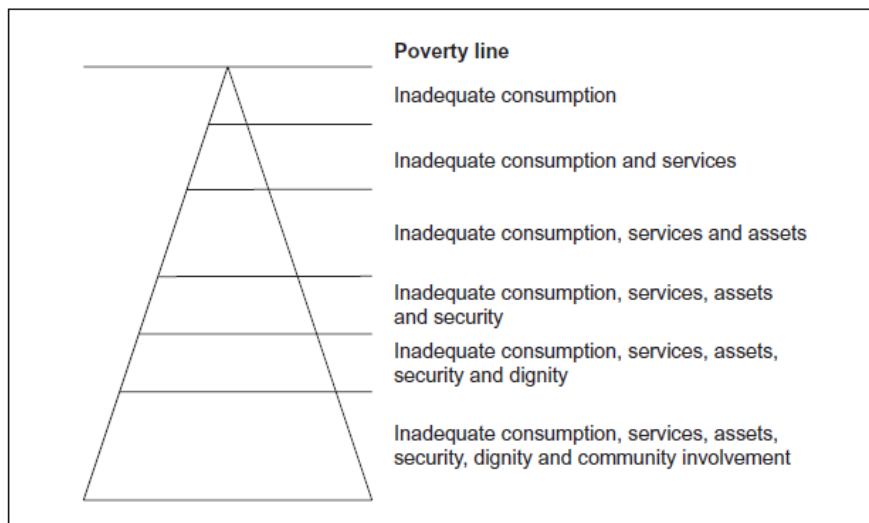 Poverty line
Inadequate consumption
Inadequate consumption and services
Inadequate consumption, services and assets
Inadequate consumption, services, assets
and security
Inadequate consumption, services, assets,
security and dignity
Inadequate consumption, services, assets,
security, dignity and community involvement